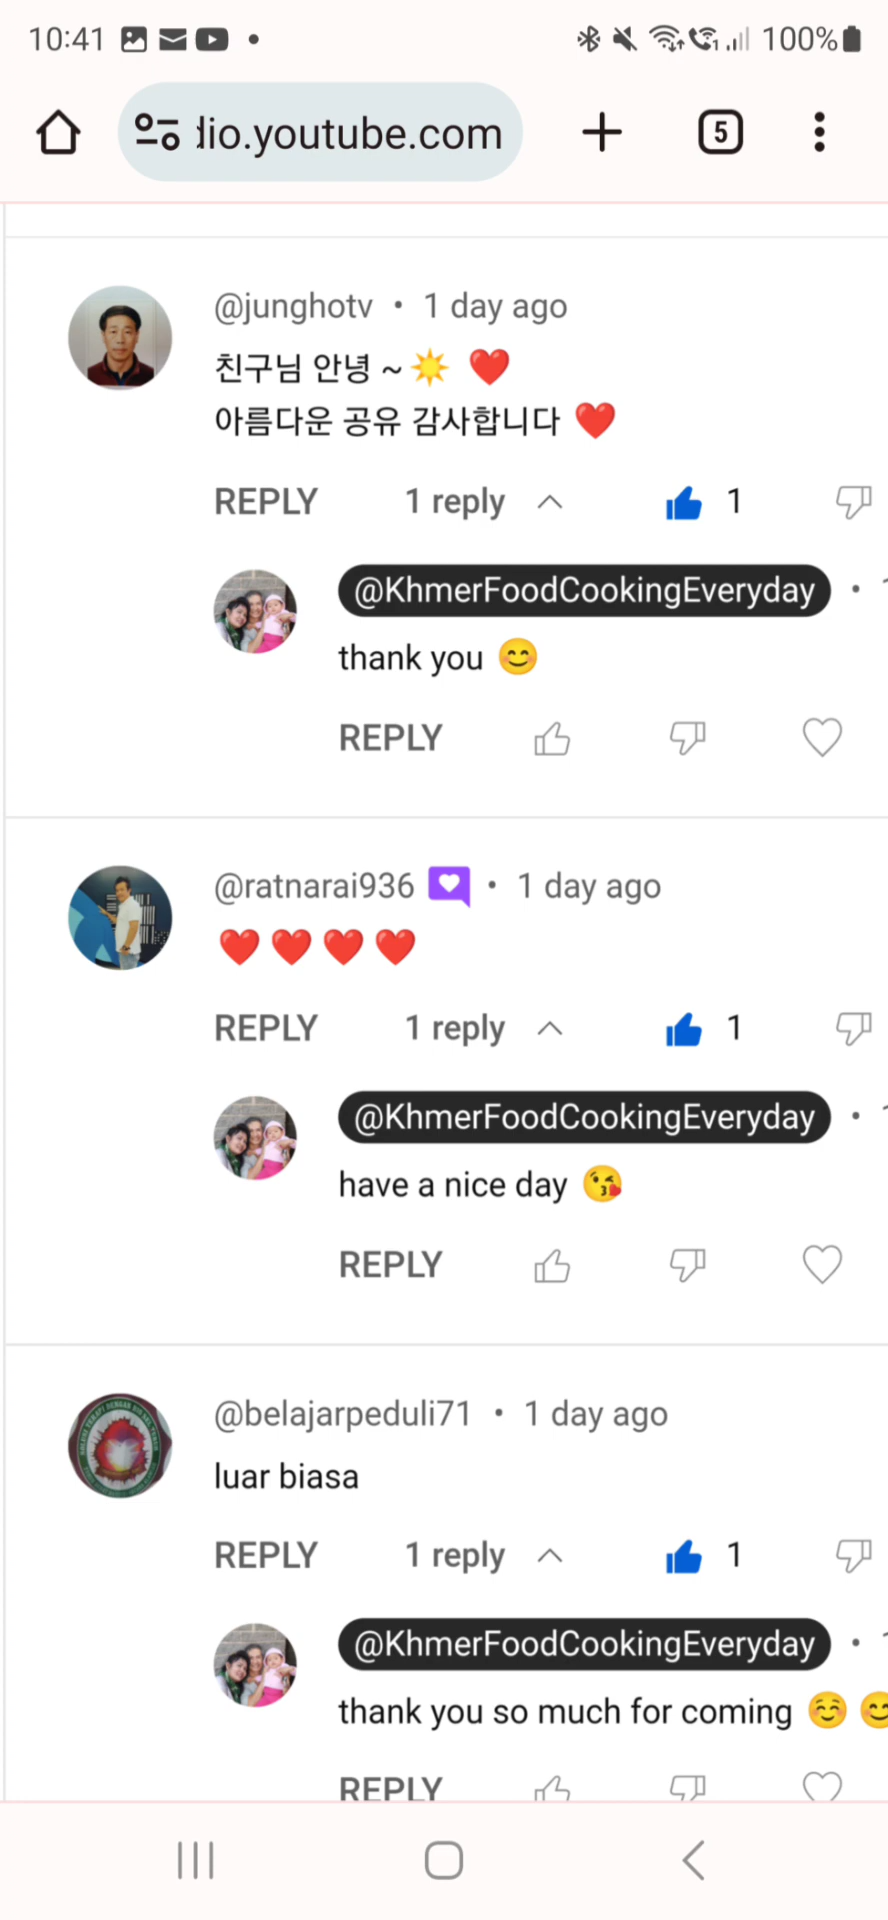 10:41
100%
dio.youtube.com
5
@junghotv • 1 day ago
친구님 안녕 ~☀️ ❤️
아름다운 공유 감사합니다 ❤️
REPLY 1 reply 1
@KhmerFoodCookingEveryday •
thank you 😊
REPLY
@ratnarai936 • 1 day ago
❤️❤️❤️❤️
REPLY 1 reply 1
@KhmerFoodCookingEveryday •
have a nice day 😘
REPLY
@belajarpeduli71 • 1 day ago
luar biasa
REPLY 1 reply 1
@KhmerFoodCookingEveryday •
thank you so much for coming ☺️ 😊
REPLY